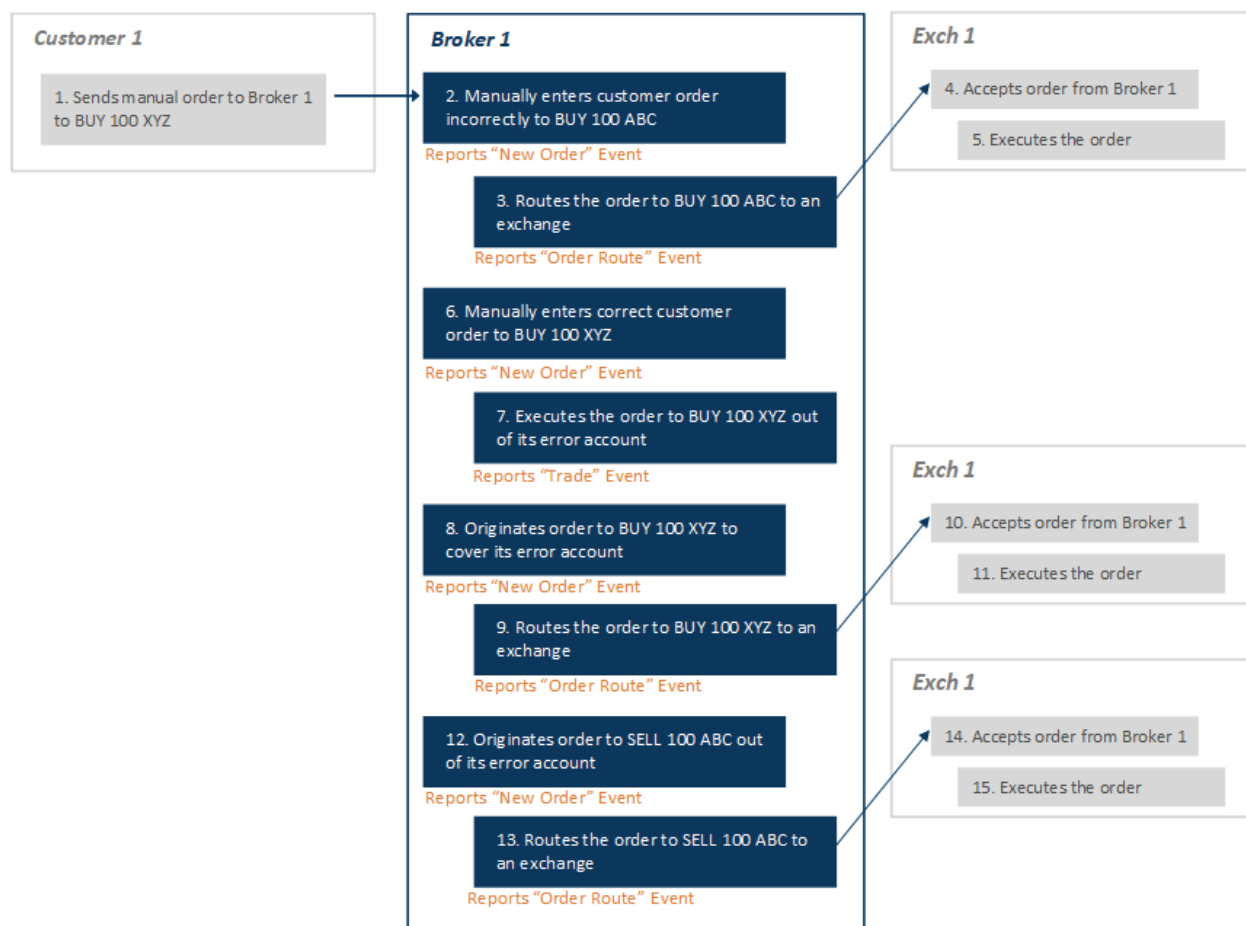 Customer 1
1. Sends manual order to Broker 1
to BUY 100 XYZ
Broker 1
2. Manually enters customer order
incorrectly to BUY 100 ABC
Reports “New Order” Event
3. Routes the order to BUY 100 ABC to an
exchange
Reports “Order Route” Event
Exch 1
4. Accepts order from Broker 1
5. Executes the order
6. Manually enters correct customer
order to BUY 100 XYZ
Reports “New Order” Event
7. Executes the order to BUY 100 XYZ out
of its error account
Reports “Trade” Event
8. Originates order to BUY 100 XYZ to
cover its error account
Reports “New Order” Event
9. Routes the order to BUY 100 XYZ to an
exchange
Reports “Order Route” Event
Exch 1
10. Accepts order from Broker 1
11. Executes the order
12. Originates order to SELL 100 ABC out
of its error account
Reports “New Order” Event
13. Routes the order to SELL 100 ABC to
an exchange
Reports “Order Route” Event
Exch 1
14. Accepts order from Broker 1
15. Executes the order